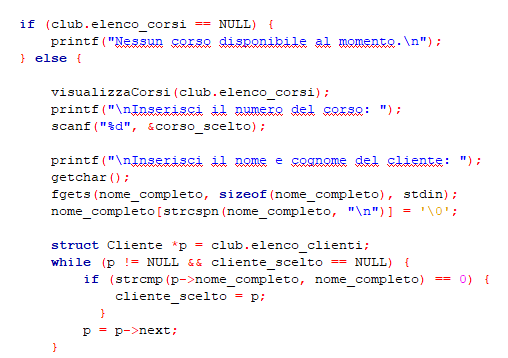 if (club.elenco_corsi == NULL) {
    printf("Nessun corso disponibile al momento.\n");
} else {

    visualizzaCorsi(club.elenco_corsi);
    printf("\nInserisci il numero del corso: ");
    scanf("%d", &corso_scelto);

    printf("\nInserisci il nome e cognome del cliente: ");
    getchar();
    fgets(nome_completo, sizeof(nome_completo), stdin);
    nome_completo[strcspn(nome_completo, "\n")] = '\0';

    struct Cliente *p = club.elenco_clienti;
    while (p != NULL && cliente_scelto == NULL) {
        if (strcmp(p->nome_completo, nome_completo) == 0) {
            cliente_scelto = p;
          }
        p = p->next;
    }